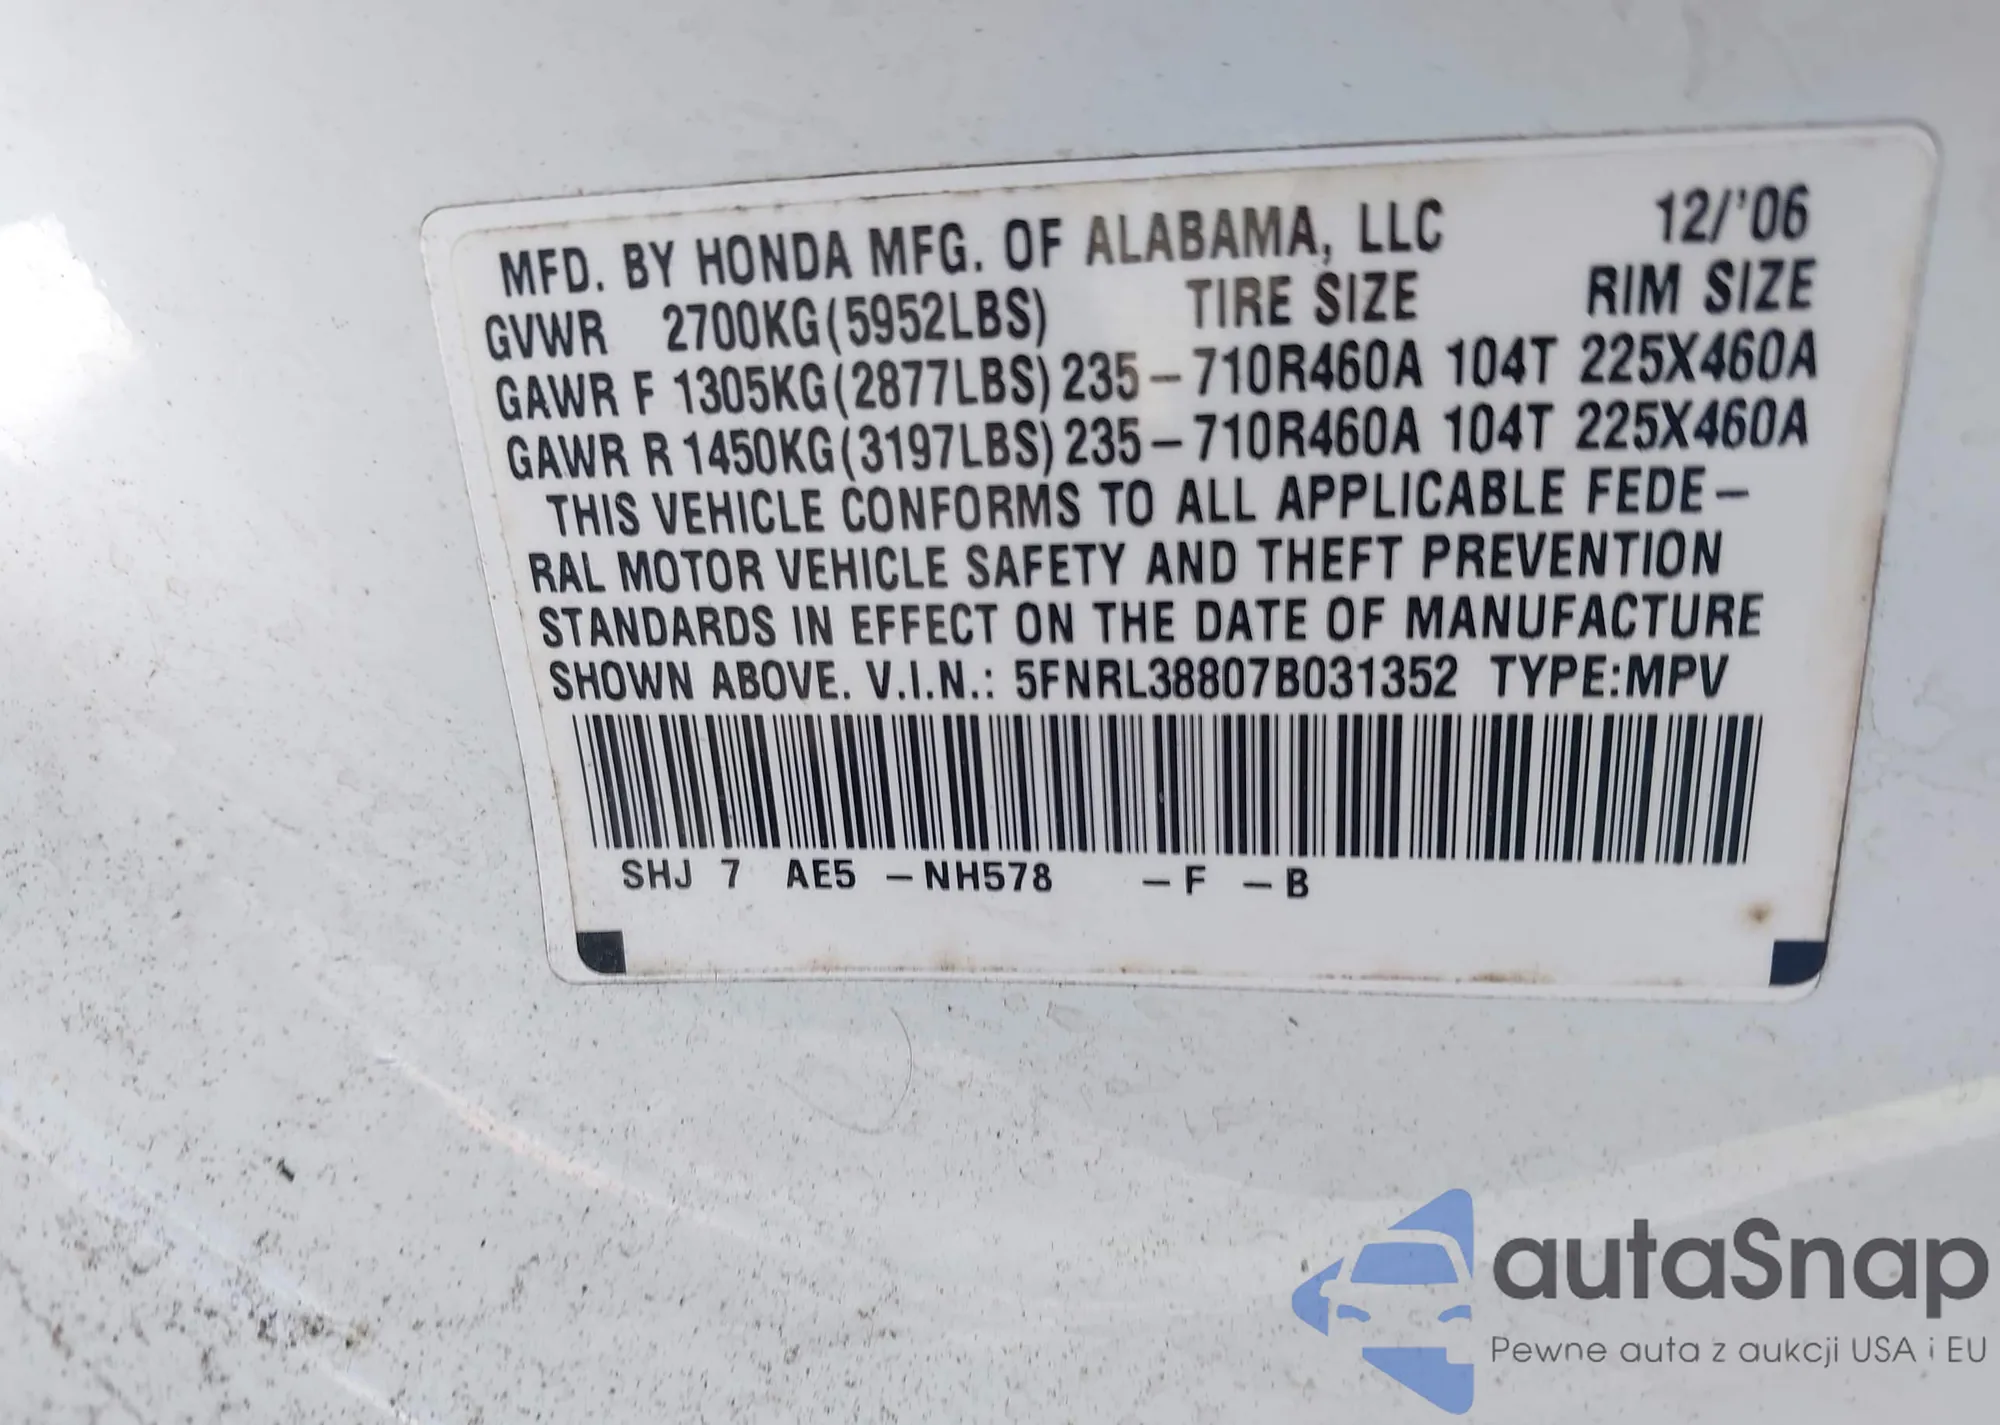 MFD. BY HONDA MFG. OF ALABAMA, LLC 12/'06
GVWR 2700KG(5952LBS) TIRE SIZE RIM SIZE
GAWR F 1305KG(2877LBS) 235-710R460A 104T 225X460A
GAWR R 1450KG(3197LBS) 235-710R460A 104T 225X460A
THIS VEHICLE CONFORMS TO ALL APPLICABLE FEDE-
RAL MOTOR VEHICLE SAFETY AND THEFT PREVENTION
STANDARDS IN EFFECT ON THE DATE OF MANUFACTURE
SHOWN ABOVE. V.I.N.: 5FNRL38807B031352 TYPE:MPV
SHJ 7 AE5 -NH578 -F -B
autaSnap
Pewne auta z aukcji USA i EU